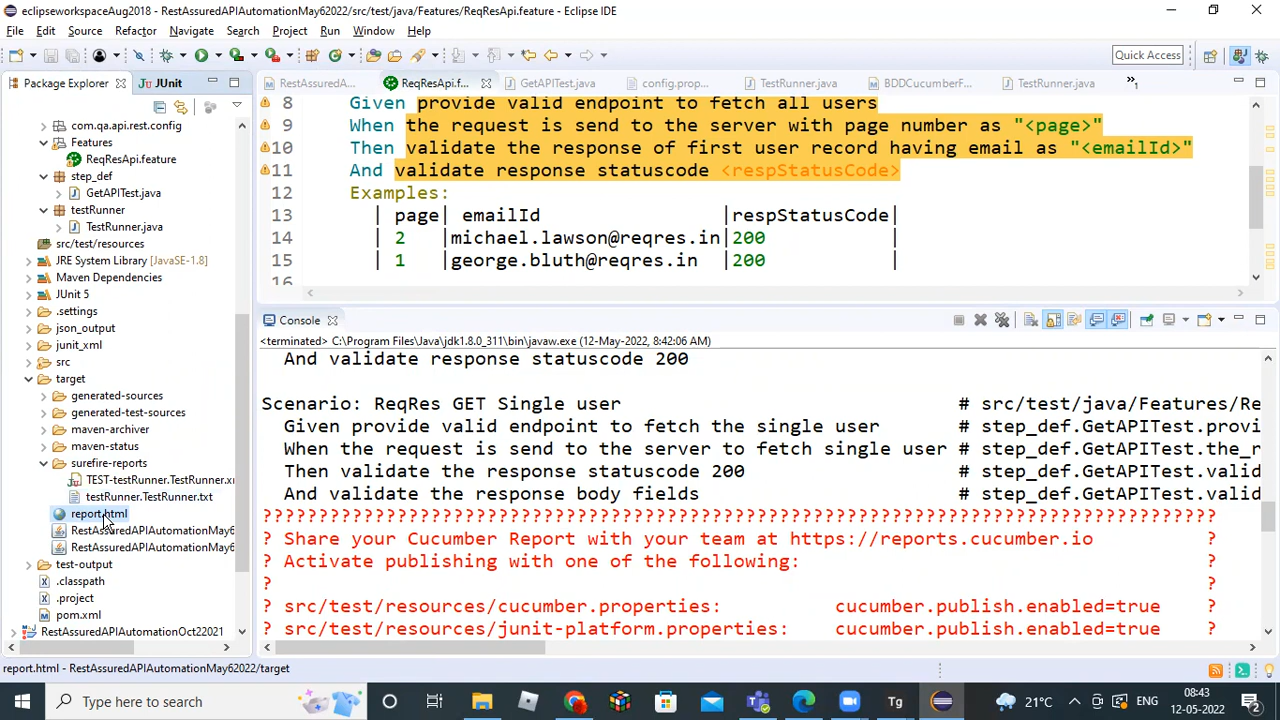 eclipseworkspaceAug2018 - RestAssuredAPIAutomationMay62022/src/test/java/Features/ReqResApi.feature - Eclipse IDE
File Edit Source Refactor Navigate Search Project Run Window Help
Quick Access
Package Explorer JUnit
RestAssuredA... ReqResApi.f... GetAPITest.java config.prop... TestRunner.java BDDCucumberF... TestRunner.java »1
com.qa.api.rest.config
Features
ReqResApi.feature
step_def
GetAPITest.java
testRunner
TestRunner.java
src/test/resources
JRE System Library [JavaSE-1.8]
Maven Dependencies
JUnit 5
.settings
json_output
junit_xml
src
target
generated-sources
generated-test-sources
maven-archiver
maven-status
surefire-reports
TEST-testRunner.TestRunner.x
testRunner.TestRunner.txt
report.html
RestAssuredAPIAutomationMay6
RestAssuredAPIAutomationMay6
test-output
.classpath
.project
pom.xml
RestAssuredAPIAutomationOct22021
8 Given provide valid endpoint to fetch all users
9 When the request is send to the server with page number as "<page>"
10 Then validate the response of first user record having email as "<emailId>"
11 And validate response statuscode <respStatusCode>
12 Examples:
13 | page| emailId |respStatusCode|
14 | 2 |michael.lawson@reqres.in|200 |
15 | 1 |george.bluth@reqres.in |200 |
16
Console
<terminated> C:\Program Files\Java\jdk1.8.0_311\bin\javaw.exe (12-May-2022, 8:42:06 AM)
And validate response statuscode 200
Scenario: ReqRes GET Single user # src/test/java/Features/Re
Given provide valid endpoint to fetch the single user # step_def.GetAPITest.provi
When the request is send to the server to fetch single user # step_def.GetAPITest.the_r
Then validate the response statuscode 200 # step_def.GetAPITest.valid
And validate the response body fields # step_def.GetAPITest.valid
?????????????????????????????????????????????????????????????????????????????????????????????
? Share your Cucumber Report with your team at https://reports.cucumber.io ?
? Activate publishing with one of the following: ?
? ?
? src/test/resources/cucumber.properties: cucumber.publish.enabled=true ?
? src/test/resources/junit-platform.properties: cucumber.publish.enabled=true ?
report.html - RestAssuredAPIAutomationMay62022/target
Type here to search
Tg
21°C
ENG
08:43
12-05-2022
2